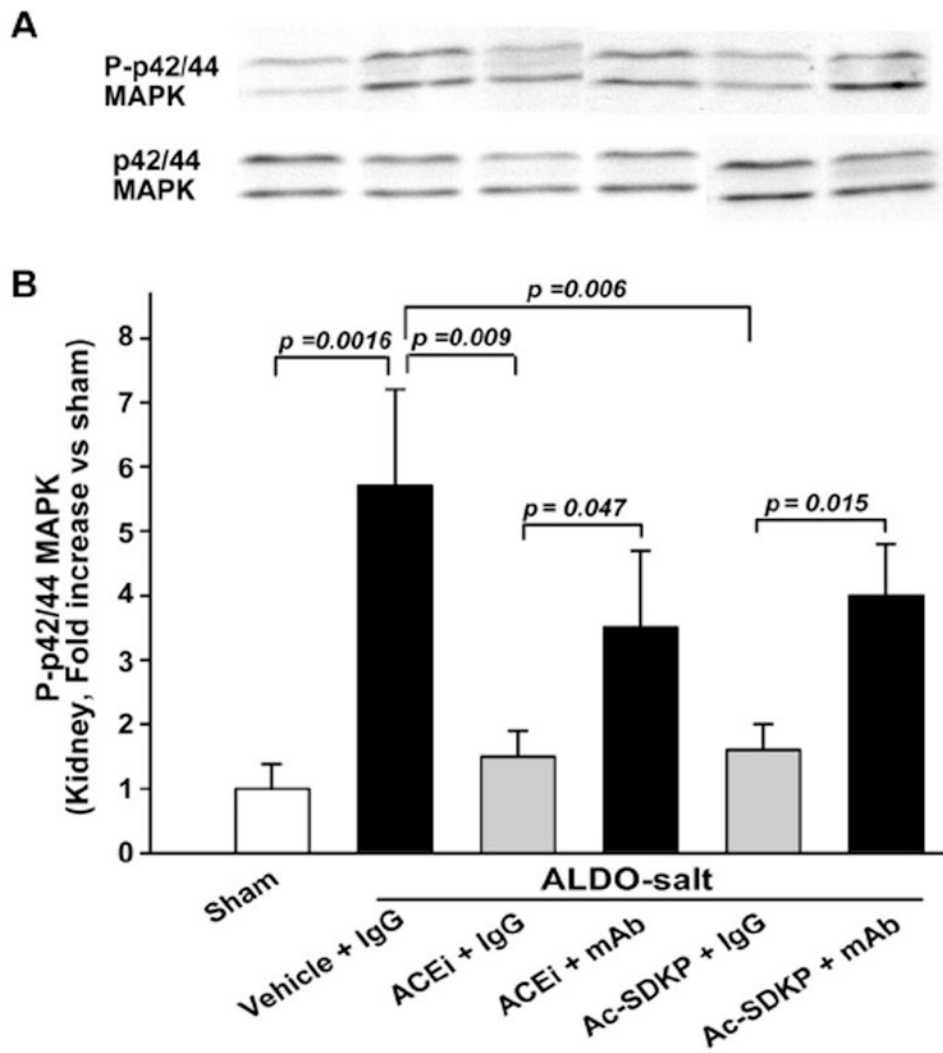 A
P-p42/44
MAPK
p42/44
MAPK
B
p =0.006
p =0.0016
p =0.009
p = 0.047
p = 0.015
P-p42/44 MAPK
(Kidney, Fold increase vs sham)
8
7
6
5
4
3
2
1
0
ALDO-salt
Sham
Vehicle + IgG
ACEi + IgG
ACEi + mAb
Ac-SDKP + IgG
Ac-SDKP + mAb